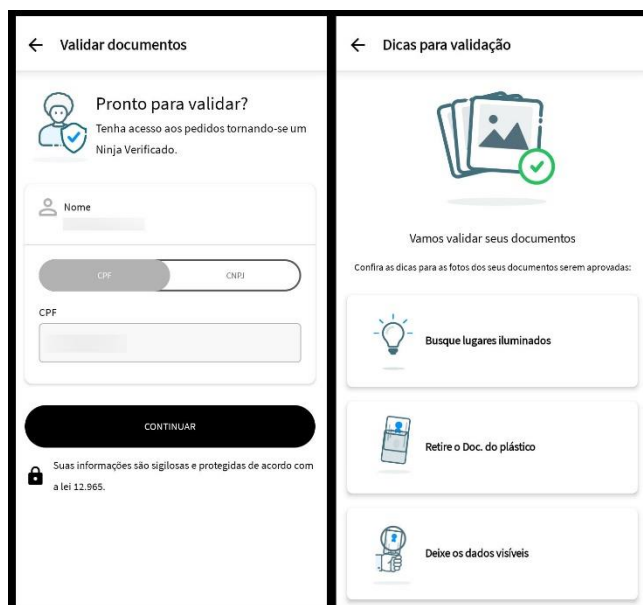 Validar documentos
Pronto para validar?
Tenha acesso aos pedidos tornando-se um
Ninja Verificado.
Nome
CPF
CNPJ
CPF
CONTINUAR
Suas informações são sigilosas e protegidas de acordo com
a lei 12.965.
Dicas para validação
Vamos validar seus documentos
Confira as dicas para as fotos dos seus documentos serem aprovadas:
Busque lugares iluminados
Retire o Doc. do plástico
Deixe os dados visíveis